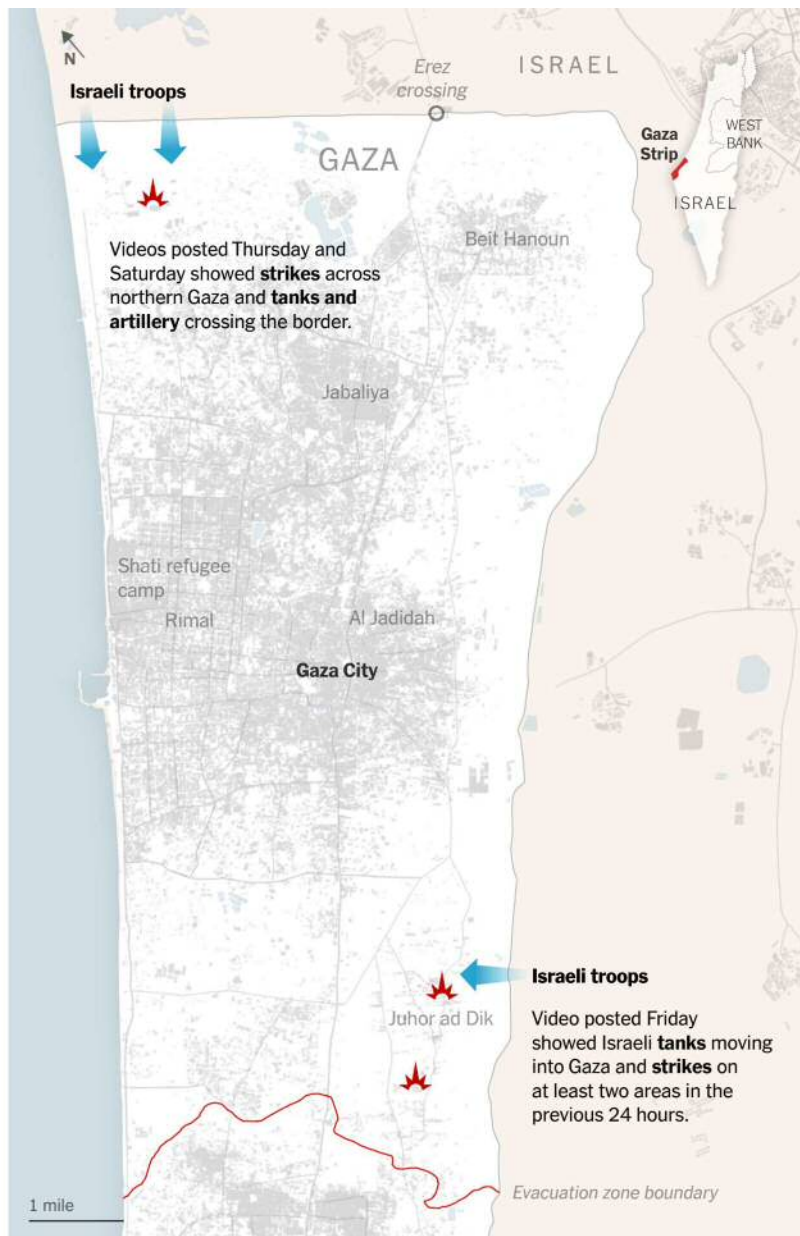 N
Israeli troops
Erez
crossing
ISRAEL
GAZA
Gaza
Strip
WEST
BANK
ISRAEL
Beit Hanoun
Videos posted Thursday and
Saturday showed strikes across
northern Gaza and tanks and
artillery crossing the border.
Jabaliya
Shati refugee
camp
Rimal
Al Jadidah
Gaza City
Israeli troops
Juhor ad Dik
Video posted Friday
showed Israeli tanks moving
into Gaza and strikes on
at least two areas in the
previous 24 hours.
Evacuation zone boundary
1 mile